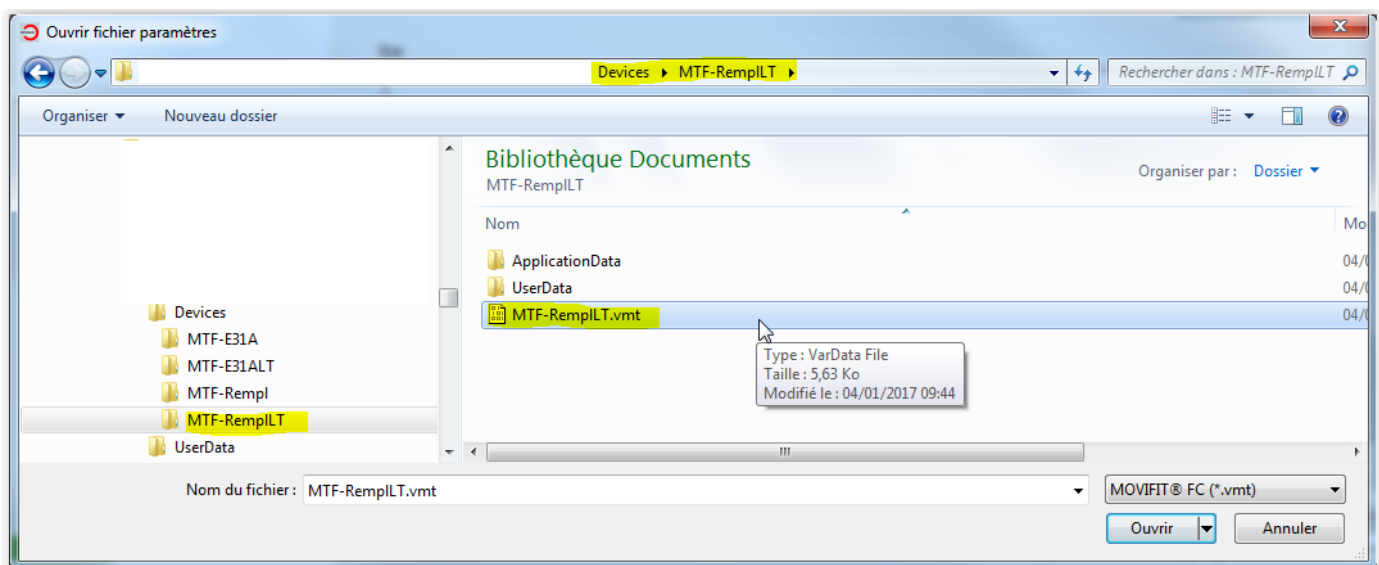 Ouvrir fichier paramètres
Devices ▸ MTF-RemplLT ▸
Rechercher dans : MTF-RemplLT
Organiser ▼ Nouveau dossier
Bibliothèque Documents
MTF-RemplLT
Organiser par : Dossier ▼
Nom
Mo
ApplicationData
04/0
UserData
04/0
MTF-RemplLT.vmt
04/0
Type : VarData File
Taille : 5,63 Ko
Modifié le : 04/01/2017 09:44
Devices
MTF-E31A
MTF-E31ALT
MTF-Rempl
MTF-RemplLT
UserData
Nom du fichier : MTF-RemplLT.vmt
MOVIFIT® FC (*.vmt)
Ouvrir
Annuler